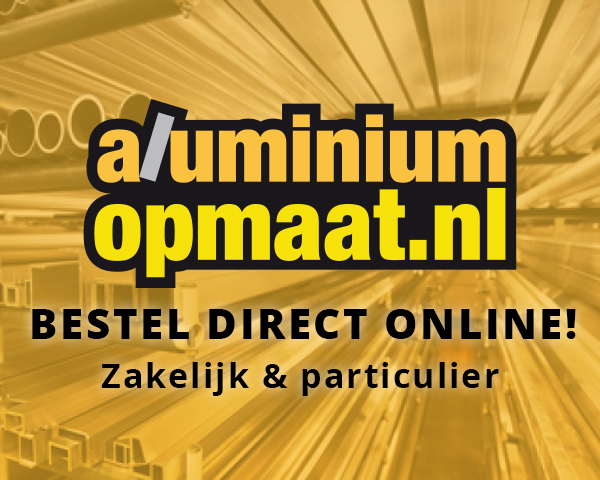 aluminium
opmaat.nl
BESTEL DIRECT ONLINE!
Zakelijk & particulier